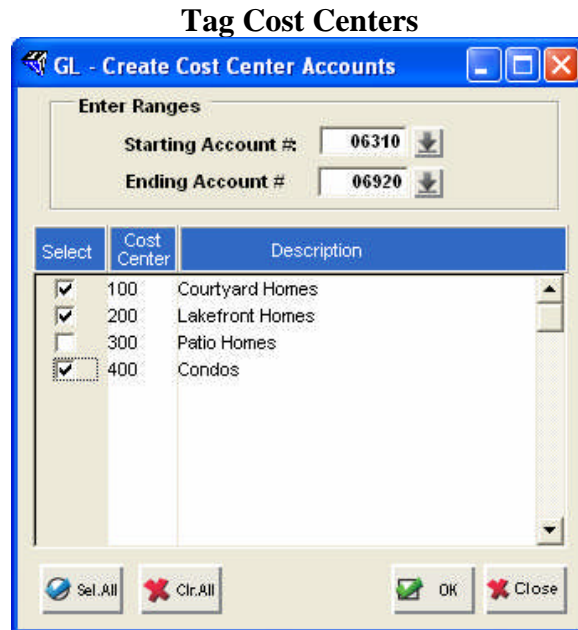 Tag Cost Centers
GL - Create Cost Center Accounts
Enter Ranges
Starting Account #: 06310
Ending Account # 06920
Select Cost Center Description
100 Courtyard Homes
200 Lakefront Homes
300 Patio Homes
400 Condos
Sel.All Clr.All OK Close